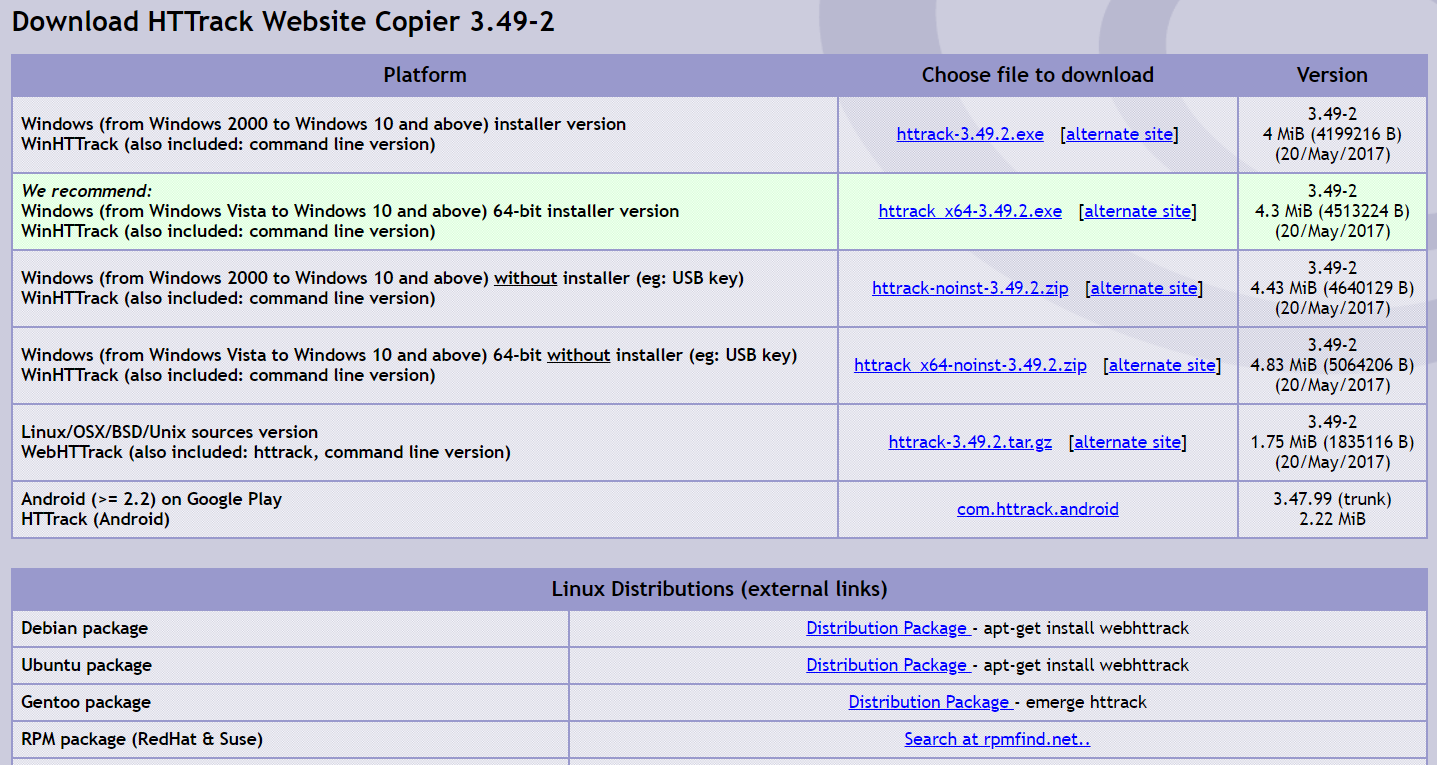 Download HTTrack Website Copier 3.49-2
Platform
Choose file to download
Version
Windows (from Windows 2000 to Windows 10 and above) installer version
WinHTTrack (also included: command line version)
httrack-3.49.2.exe [alternate site]
3.49-2
4 MiB (4199216 B)
(20/May/2017)
We recommend:
Windows (from Windows Vista to Windows 10 and above) 64-bit installer version
WinHTTrack (also included: command line version)
httrack_x64-3.49.2.exe [alternate site]
3.49-2
4.3 MiB (4513224 B)
(20/May/2017)
Windows (from Windows 2000 to Windows 10 and above) without installer (eg: USB key)
WinHTTrack (also included: command line version)
httrack-noinst-3.49.2.zip [alternate site]
3.49-2
4.43 MiB (4640129 B)
(20/May/2017)
Windows (from Windows Vista to Windows 10 and above) 64-bit without installer (eg: USB key)
WinHTTrack (also included: command line version)
httrack_x64-noinst-3.49.2.zip [alternate site]
3.49-2
4.83 MiB (5064206 B)
(20/May/2017)
Linux/OSX/BSD/Unix sources version
WebHTTrack (also included: httrack, command line version)
httrack-3.49.2.tar.gz [alternate site]
3.49-2
1.75 MiB (1835116 B)
(20/May/2017)
Android (>= 2.2) on Google Play
HTTrack (Android)
com.httrack.android
3.47.99 (trunk)
2.22 MiB
Linux Distributions (external links)
Debian package
Distribution Package - apt-get install webhttrack
Ubuntu package
Distribution Package - apt-get install webhttrack
Gentoo package
Distribution Package - emerge httrack
RPM package (RedHat & Suse)
Search at rpmfind.net..